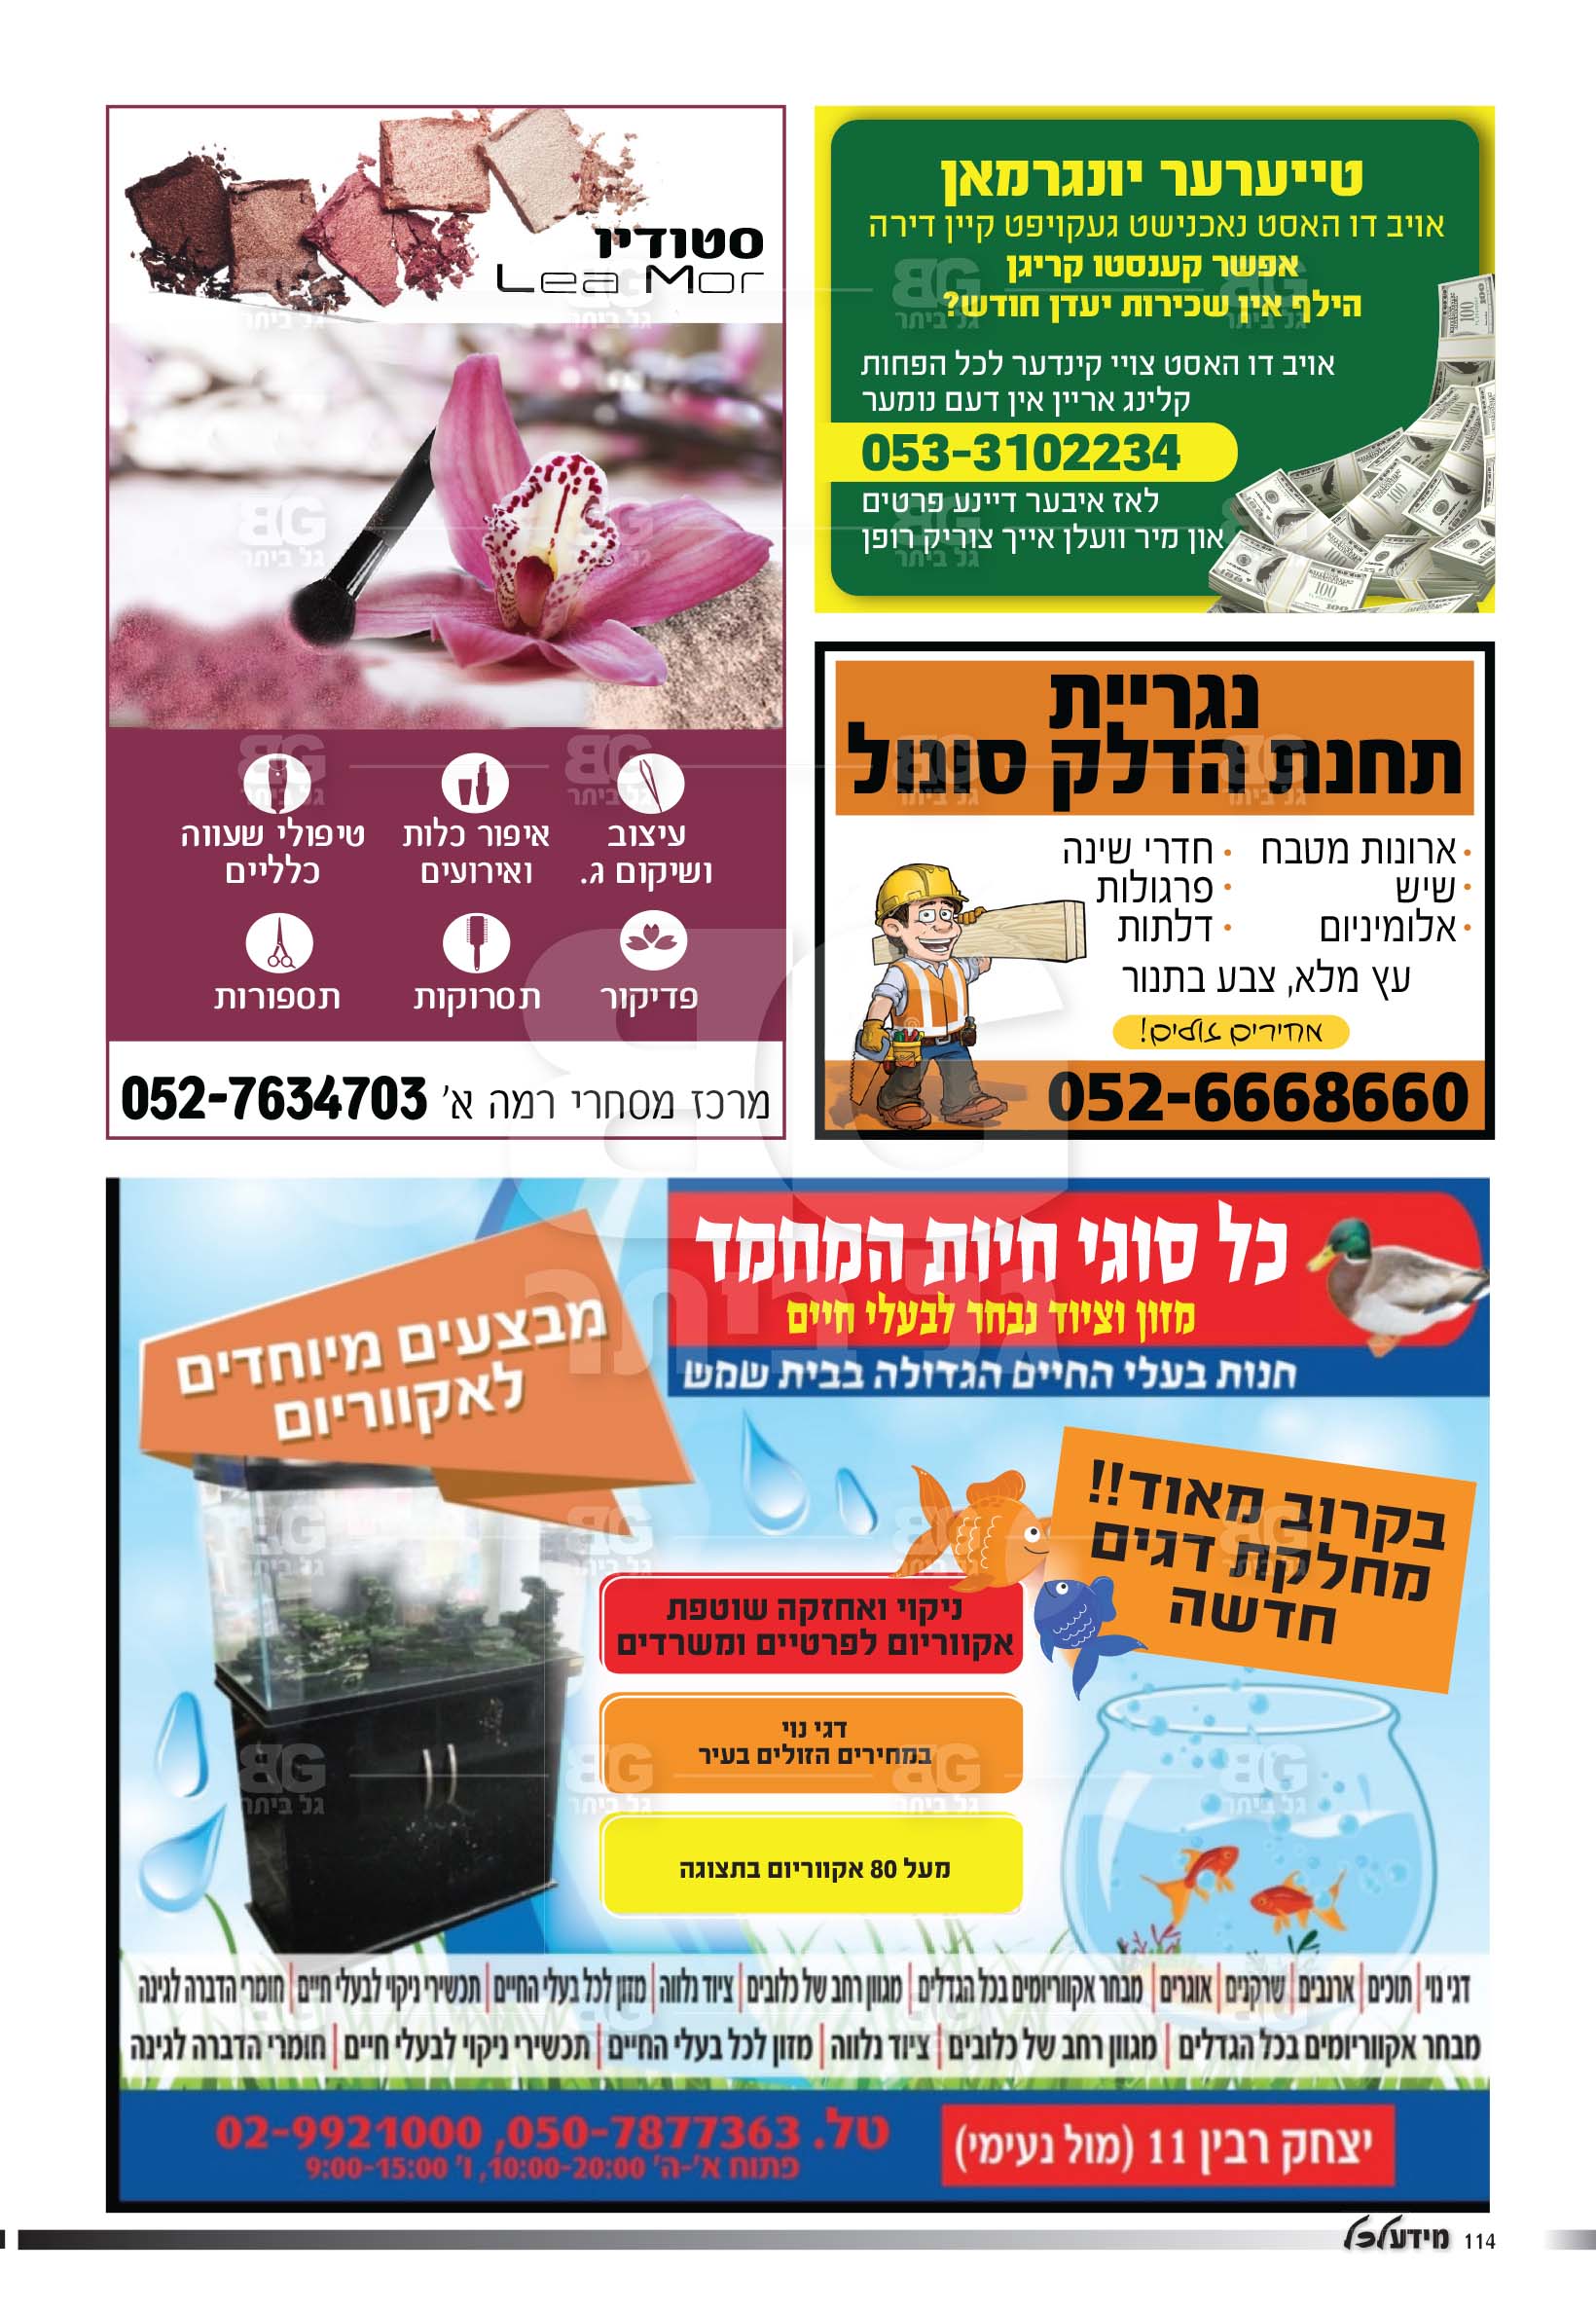 טייערער יונגרמאן
אויב דו האסט נאכנישט געקויפט קיין דירה
אפשר קענסטו קריגן
הילף אין שכירות יעדן חודש?
אויב דו האסט צוויי קינדער לכל הפחות
קלינג אריין אין דעם נומער
053-3102234
לאז איבער דיינע פרטים
און מיר וועלן אייך צוריק רופן
סטודיו
Lea Mor
עיצוב
ושיקום ג.
איפור כלות
ואירועים
טיפולי שעווה
כלליים
פדיקור
תסרוקות
תספורות
מרכז מסחרי רמה א' 052-7634703
נגריית
תחנת הדלק סונול
• ארונות מטבח
• שיש
• אלומיניום
• חדרי שינה
• פרגולות
• דלתות
עץ מלא, צבע בתנור
מחירים זולים!
052-6668660
כל סוגי חיות המחמד
מזון וציוד נבחר לבעלי חיים
חנות בעלי החיים הגדולה בבית שמש
מבצעים מיוחדים
לאקווריום
בקרוב מאוד!!
מחלקת דגים
חדשה
ניקוי ואחזקה שוטפת
אקווריום לפרטיים ומשרדים
דגי נוי
במחירים הזולים בעיר
מעל 80 אקווריום בתצוגה
דגי נוי | תוכים | ארנבים | שרקנים | אוגרים | מבחר אקווריומים בכל הגדלים | מגוון רחב של כלובים | ציוד נלווה | מזון לכל בעלי החיים | תכשירי ניקוי לבעלי חיים | חומרי הדברה לגינה
מבחר אקווריומים בכל הגדלים | מגוון רחב של כלובים | ציוד נלווה | מזון לכל בעלי החיים | תכשירי ניקוי לבעלי חיים | חומרי הדברה לגינה
יצחק רבין 11 (מול נעימי)
טל. 050-7877363, 02-9921000
פתוח א'-ה' 10:00-20:00, ו' 9:00-15:00
114 מידע לכל
BG
גל ביתר